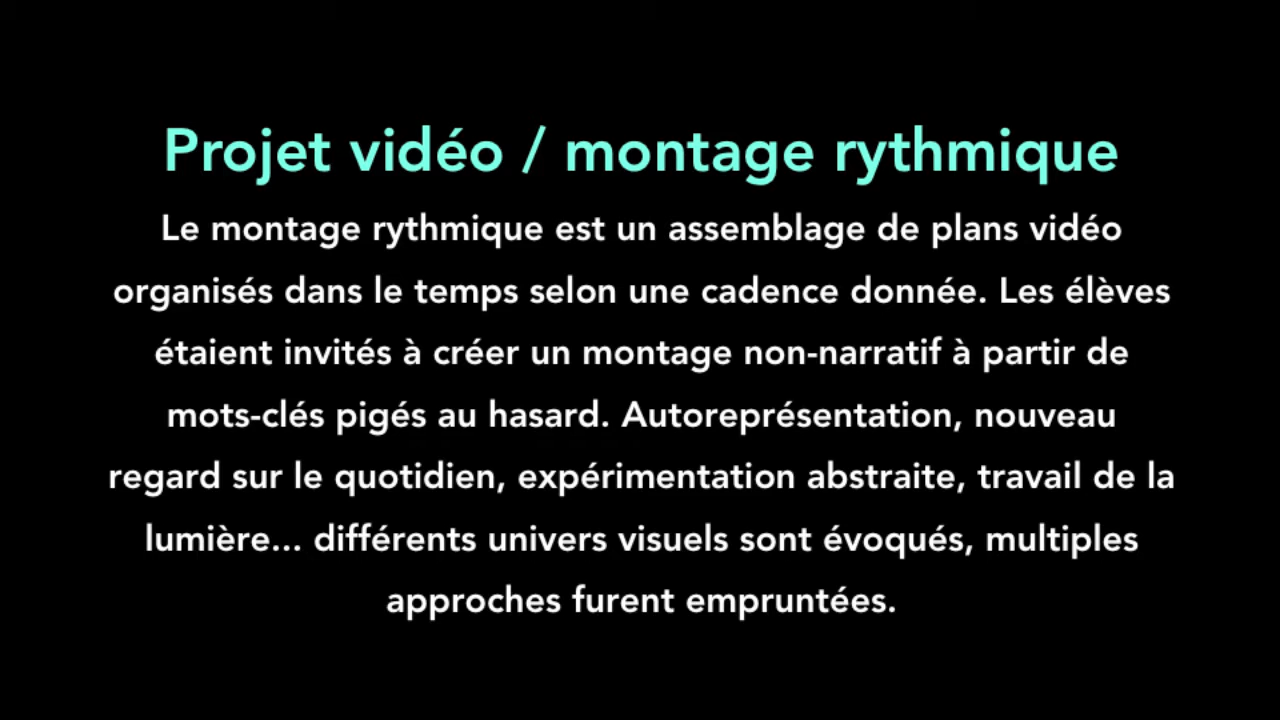 Projet vidéo / montage rythmique
Le montage rythmique est un assemblage de plans vidéo
organisés dans le temps selon une cadence donnée. Les élèves
étaient invités à créer un montage non-narratif à partir de
mots-clés pigés au hasard. Autoreprésentation, nouveau
regard sur le quotidien, expérimentation abstraite, travail de la
lumière... différents univers visuels sont évoqués, multiples
approches furent empruntées.